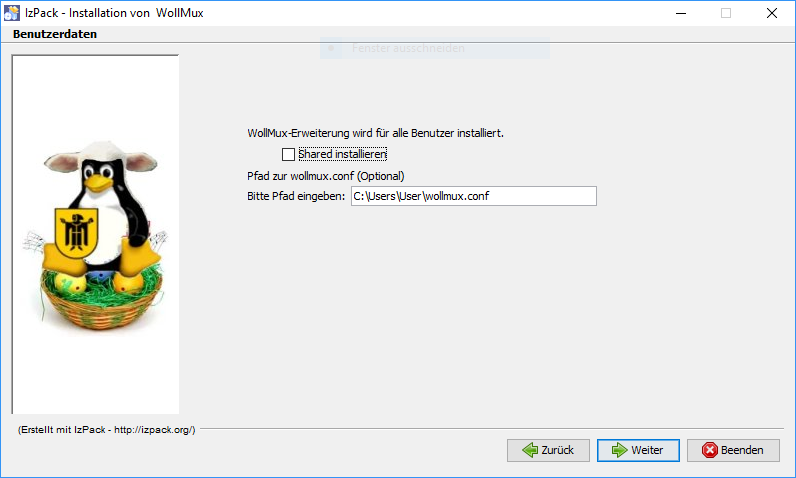 IzPack - Installation von  WollMux
Benutzerdaten
Fenster ausschneiden
WollMux-Erweiterung wird für alle Benutzer installiert.
Shared installieren
Pfad zur wollmux.conf (Optional)
Bitte Pfad eingeben: C:\Users\User\wollmux.conf
(Erstellt mit IzPack - http://izpack.org/)
Zurück Weiter Beenden